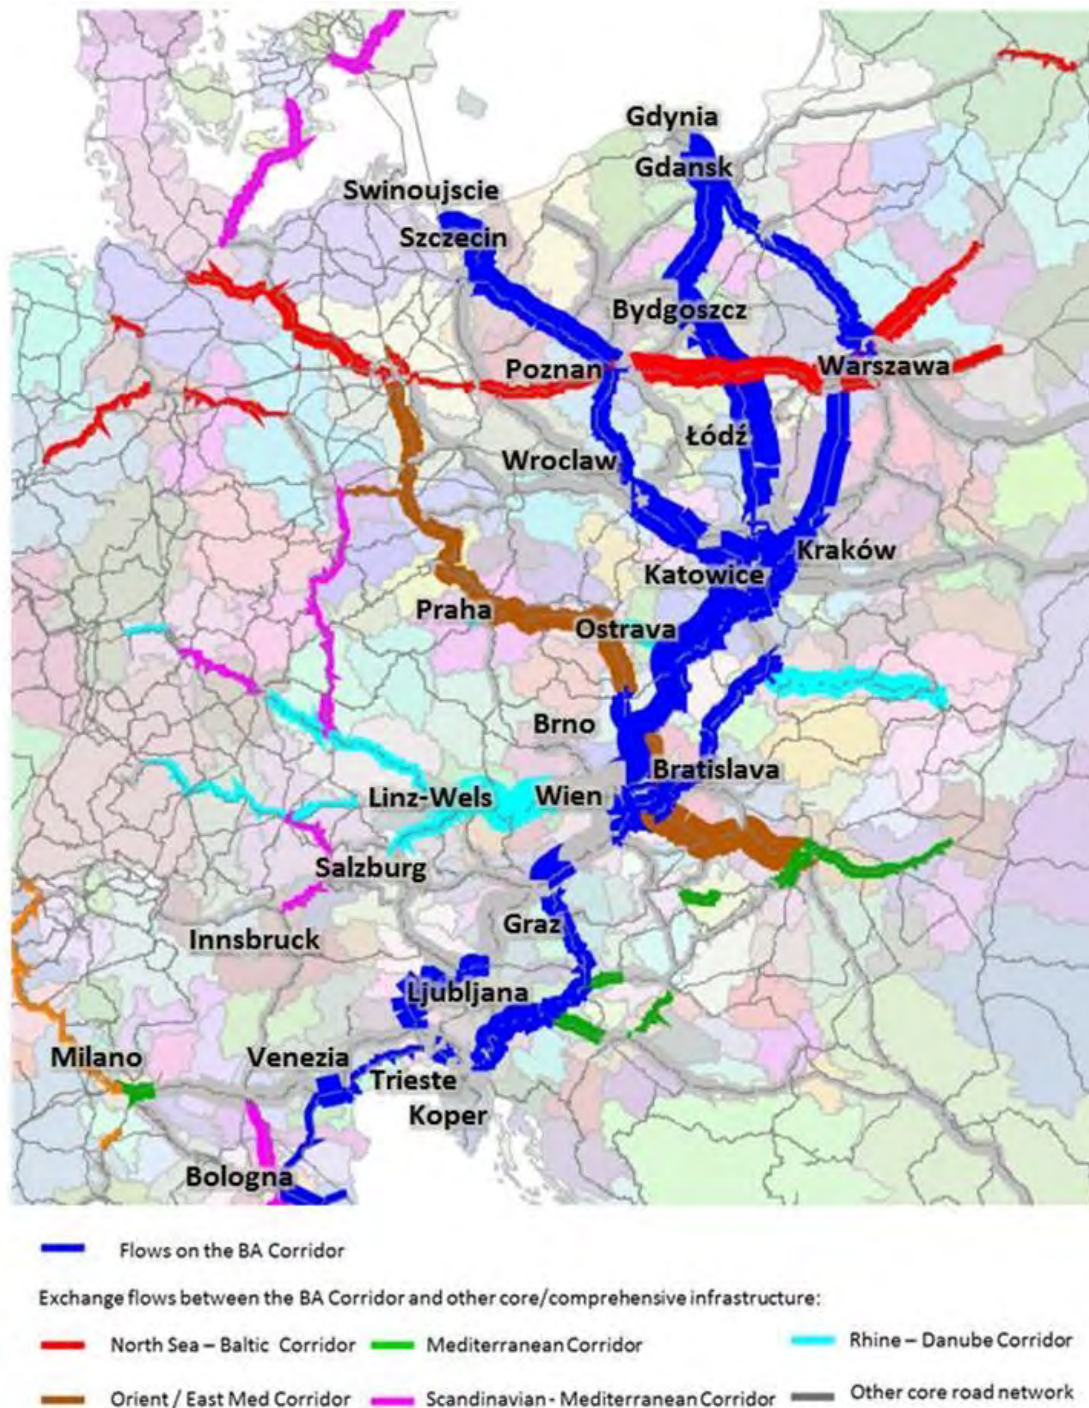 Gdynia
Gdansk
Swinoujscie
Szczecin
Bydgoszcz
Poznan
Warszawa
Łódź
Wroclaw
Kraków
Katowice
Praha
Ostrava
Brno
Bratislava
Linz-Wels
Wien
Salzburg
Graz
Innsbruck
Ljubljana
Milano
Venezia
Trieste
Koper
Bologna
Flows on the BA Corridor
Exchange flows between the BA Corridor and other core/comprehensive infrastructure:
North Sea – Baltic Corridor
Mediterranean Corridor
Rhine – Danube Corridor
Orient / East Med Corridor
Scandinavian - Mediterranean Corridor
Other core road network